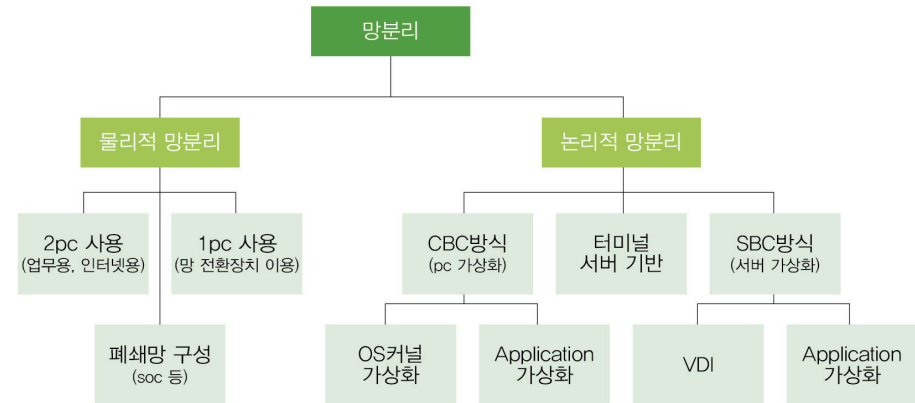 망분리
물리적 망분리
논리적 망분리
2pc 사용
(업무용, 인터넷용)
1pc 사용
(망 전환장치 이용)
CBC방식
(pc 가상화)
터미널
서버 기반
SBC방식
(서버 가상화)
폐쇄망 구성
(soc 등)
OS커널
가상화
Application
가상화
VDI
Application
가상화